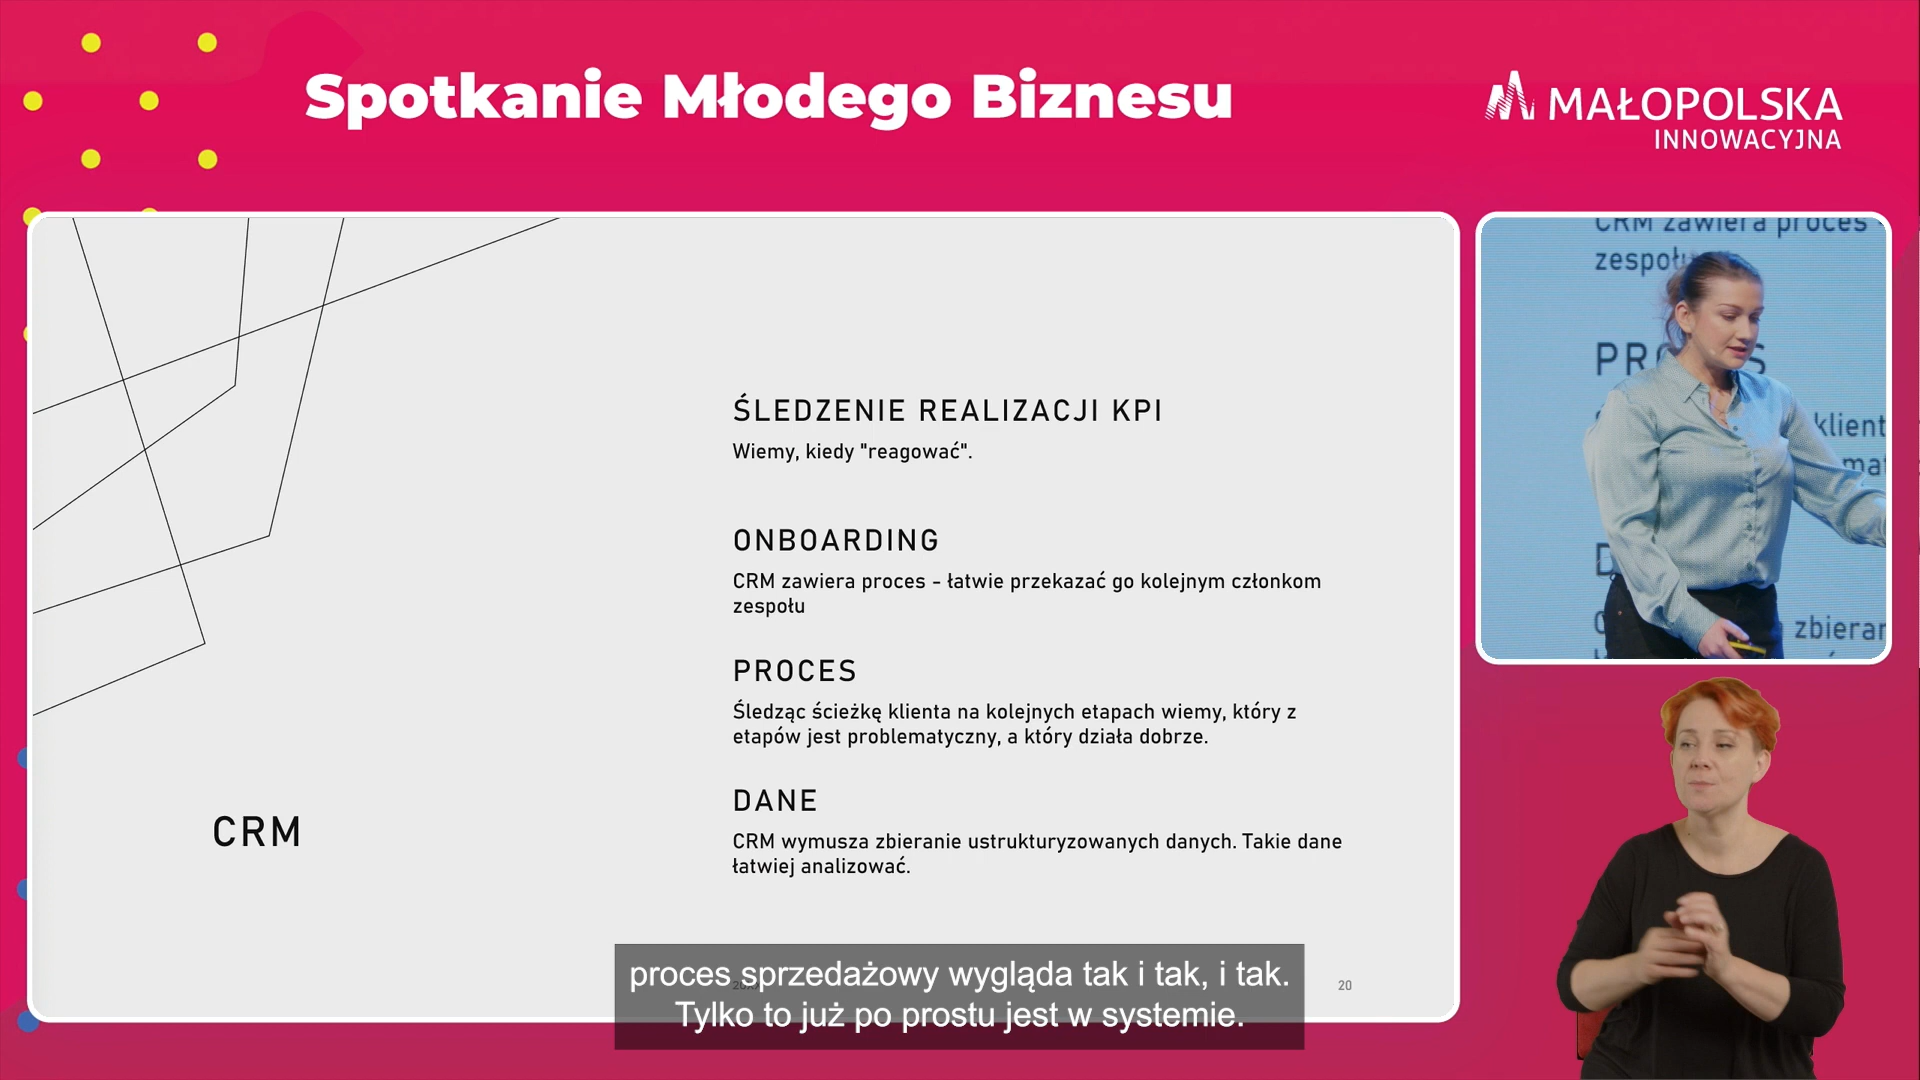 Spotkanie Młodego Biznesu
MAŁOPOLSKA
INNOWACYJNA
ŚLEDZENIE REALIZACJI KPI
Wiemy, kiedy "reagować".
ONBOARDING
CRM zawiera proces - łatwie przekazać go kolejnym członkom
zespołu
PROCES
Śledząc ścieżkę klienta na kolejnych etapach wiemy, który z
etapów jest problematyczny, a który działa dobrze.
DANE
CRM wymusza zbieranie ustrukturyzowanych danych. Takie dane
łatwiej analizować.
CRM
20
proces sprzedażowy wygląda tak i tak, i tak.
Tylko to już po prostu jest w systemie.
CRM zawiera proces
zespołu
klient